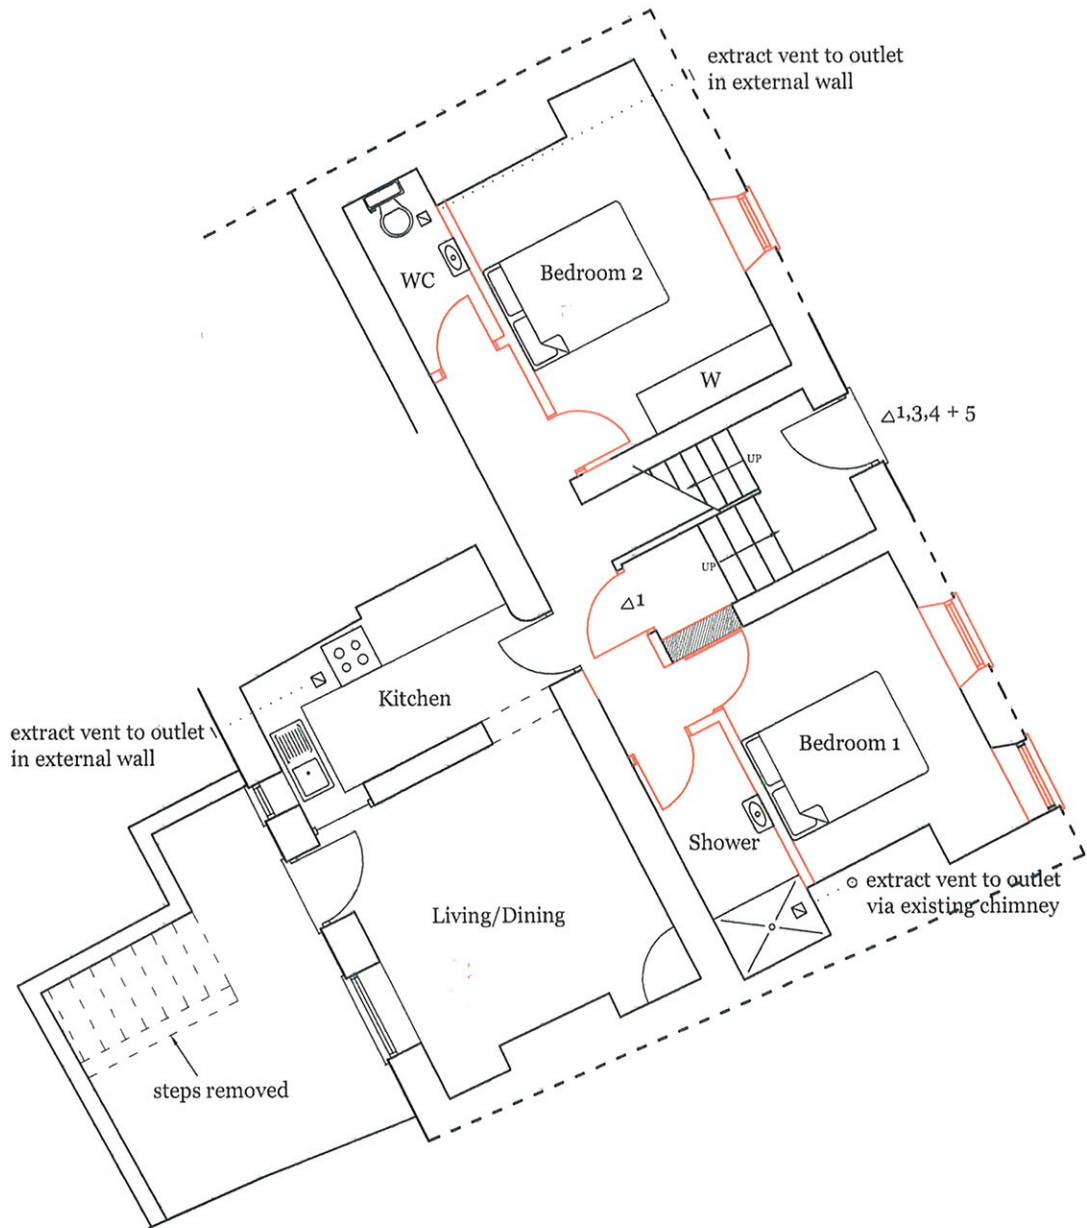 extract vent to outlet
in external wall
WC
Bedroom 2
W
△1,3,4 + 5
UP
UP
△1
Kitchen
extract vent to outlet
in external wall
Bedroom 1
Shower
extract vent to outlet
via existing chimney
Living/Dining
steps removed